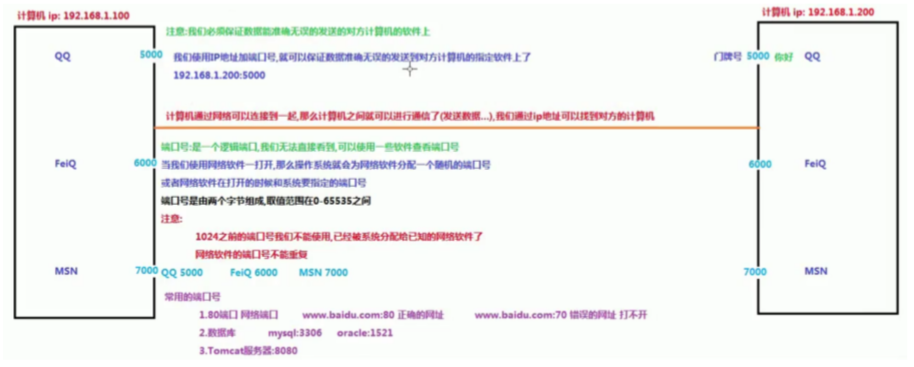 计算机 ip: 192.168.1.100
计算机 ip: 192.168.1.200
注意:我们必须保证数据能准确无误的发送的对方计算机的软件上
QQ 5000 我们使用IP地址加端口号,就可以保证数据准确无误的发送到对方计算机的指定软件上了 门牌号 5000 你好 QQ
192.168.1.200:5000
计算机通过网络可以连接到一起,那么计算机之间就可以进行通信了(发送数据...),我们通过ip地址可以找到对方的计算机
端口号:是一个逻辑端口,我们无法直接看到,可以使用一些软件查看端口号
FeiQ 6000 当我们使用网络软件一打开,那么操作系统就会为网络软件分配一个随机的端口号 6000 FeiQ
或者网络软件在打开的时候和系统要指定的端口号
端口号是由两个字节组成,取值范围在0-65535之间
注意:
1024之前的端口号我们不能使用,已经被系统分配给已知的网络软件了
网络软件的端口号不能重复
MSN 7000 QQ 5000 FeiQ 6000 MSN 7000 7000 MSN
常用的端口号
1.80端口 网络端口 www.baidu.com:80 正确的网址 www.baidu.com:70 错误的网址 打不开
2.数据库 mysql:3306 oracle:1521
3.Tomcat服务器:8080